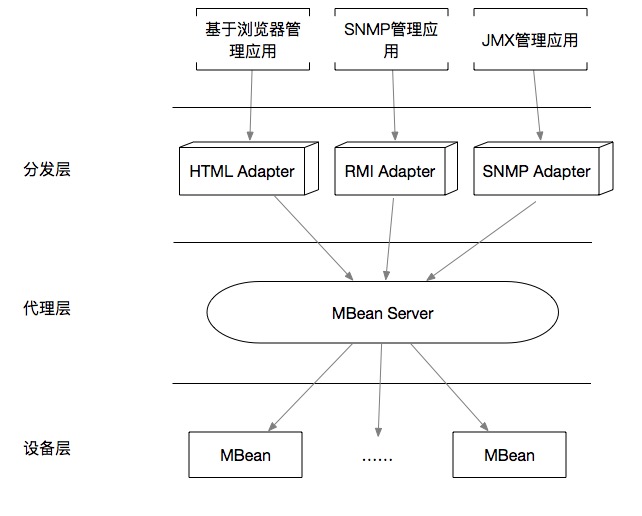 基于浏览器管
理应用
SNMP管理应
用
JMX管理应用
分发层
HTML Adapter
RMI Adapter
SNMP Adapter
代理层
MBean Server
设备层
MBean
......
MBean